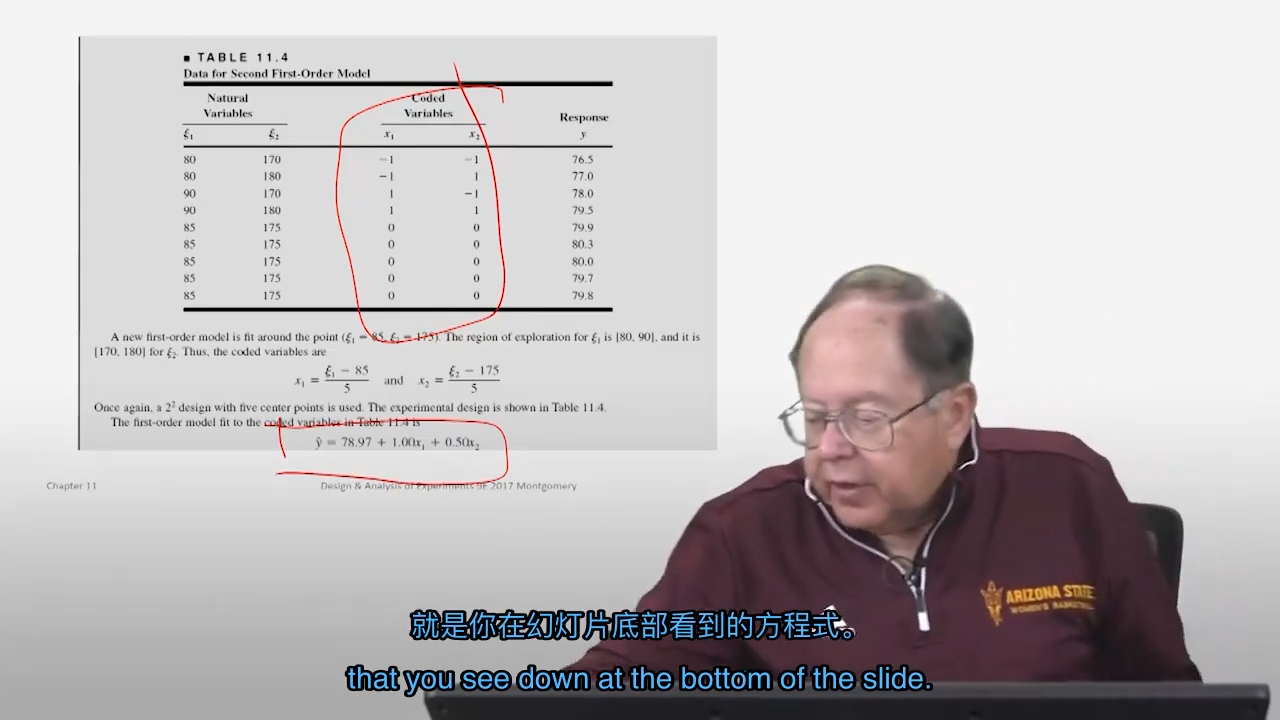 ■ TABLE 11.4
Data for Second First-Order Model
Natural Variables Coded Variables Response
ξ₁ ξ₂ x₁ x₂ y
80 170 −1 −1 76.5
80 180 −1 1 77.0
90 170 1 −1 78.0
90 180 1 1 79.5
85 175 0 0 79.9
85 175 0 0 80.3
85 175 0 0 80.0
85 175 0 0 79.7
85 175 0 0 79.8
A new first-order model is fit around the point (ξ₁ = 85, ξ₂ = 175). The region of exploration for ξ₁ is [80, 90], and it is
[170, 180] for ξ₂. Thus, the coded variables are
x₁ = (ξ₁ − 85)/5 and x₂ = (ξ₂ − 175)/5
Once again, a 2² design with five center points is used. The experimental design is shown in Table 11.4.
The first-order model fit to the coded variables in Table 11.4 is
ŷ = 78.97 + 1.00x₁ + 0.50x₂
Chapter 11
Design & Analysis of Experiments 9E 2017 Montgomery
ARIZONA STATE
WOMEN'S BASKETBALL
就是你在幻灯片底部看到的方程式。
that you see down at the bottom of the slide.